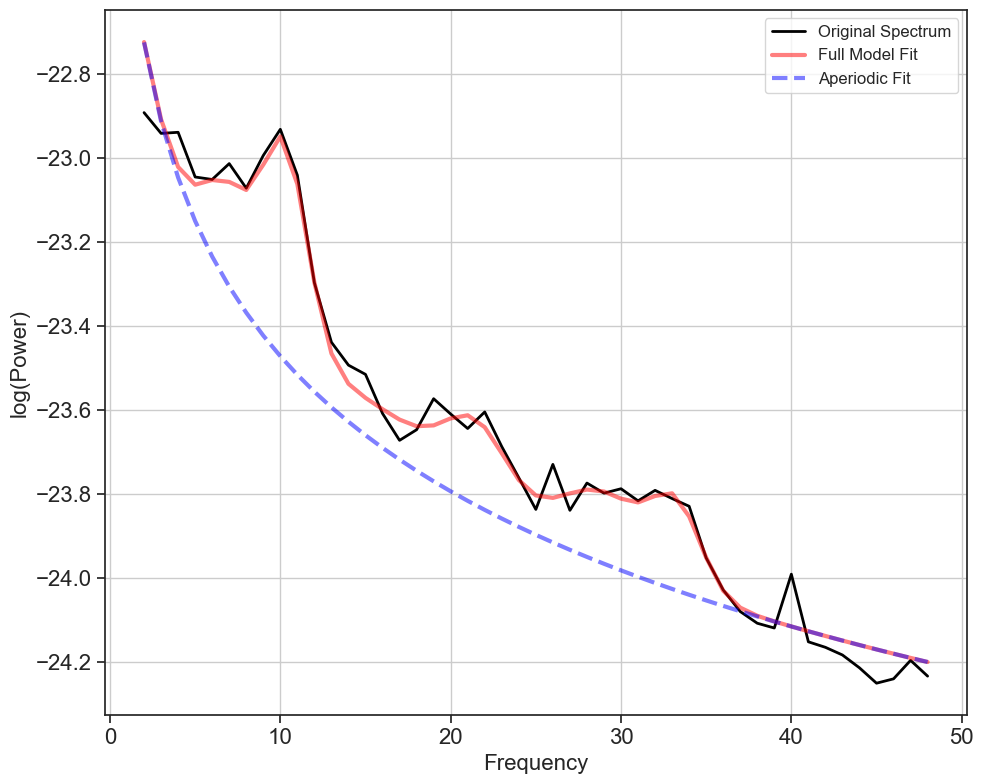 Original Spectrum
Full Model Fit
Aperiodic Fit
−22.8
−23.0
−23.2
−23.4
−23.6
−23.8
−24.0
−24.2
log(Power)
0 10 20 30 40 50
Frequency